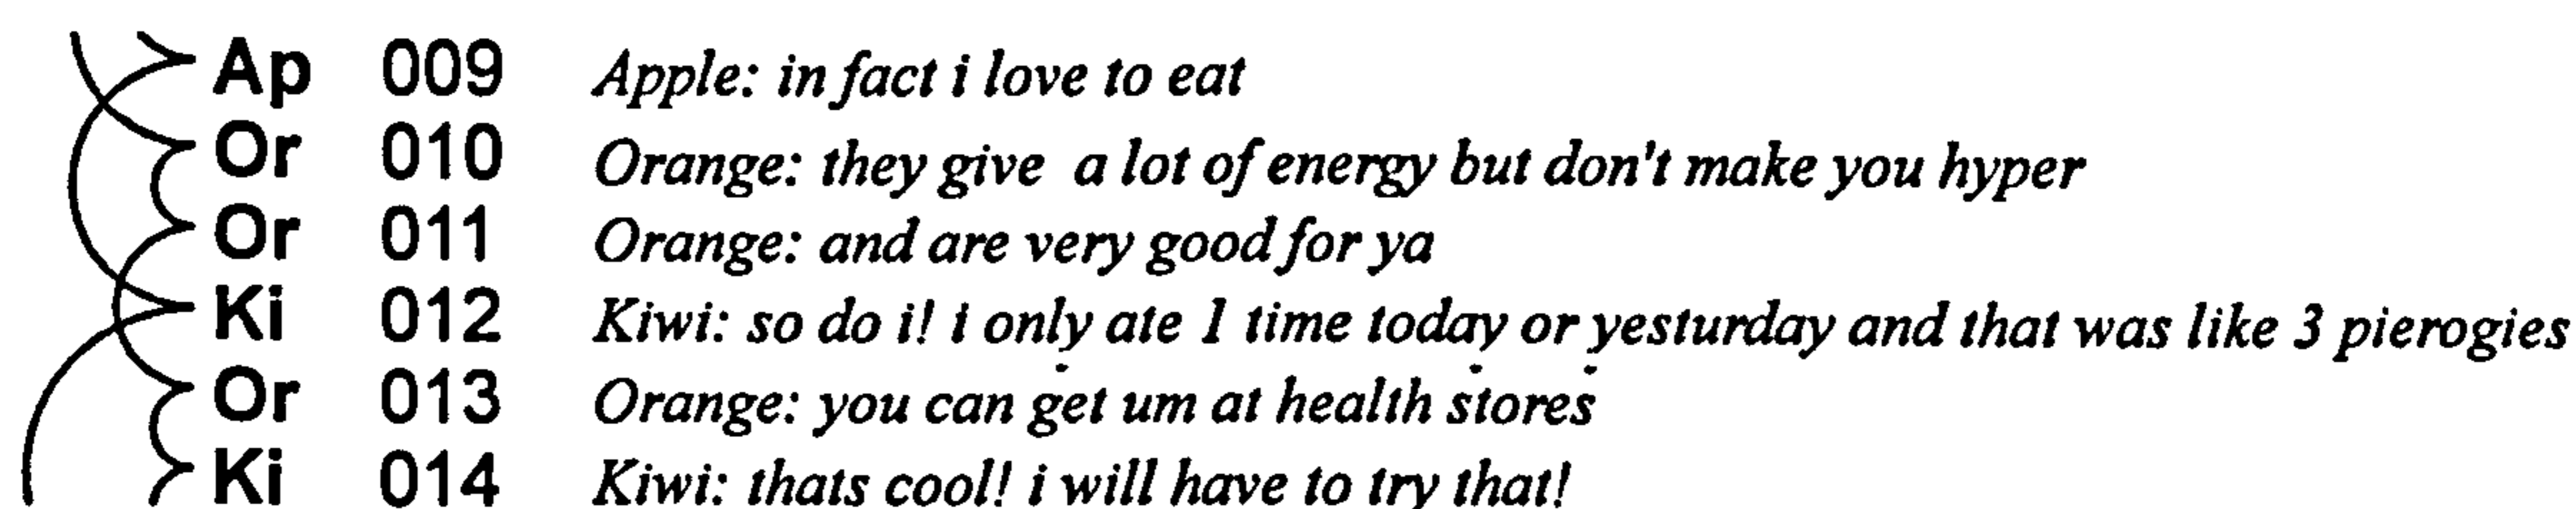 Ap 009 Apple: in fact i love to eat
Or 010 Orange: they give a lot of energy but don't make you hyper
Or 011 Orange: and are very good for ya
Ki 012 Kiwi: so do i! i only ate 1 time today or yesturday and that was like 3 pierogies
Or 013 Orange: you can get um at health stores
Ki 014 Kiwi: thats cool! i will have to try that!